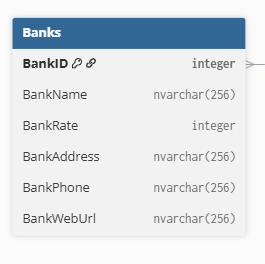 Banks
BankID integer
BankName nvarchar(256)
BankRate integer
BankAddress nvarchar(256)
BankPhone nvarchar(256)
BankWebUrl nvarchar(256)